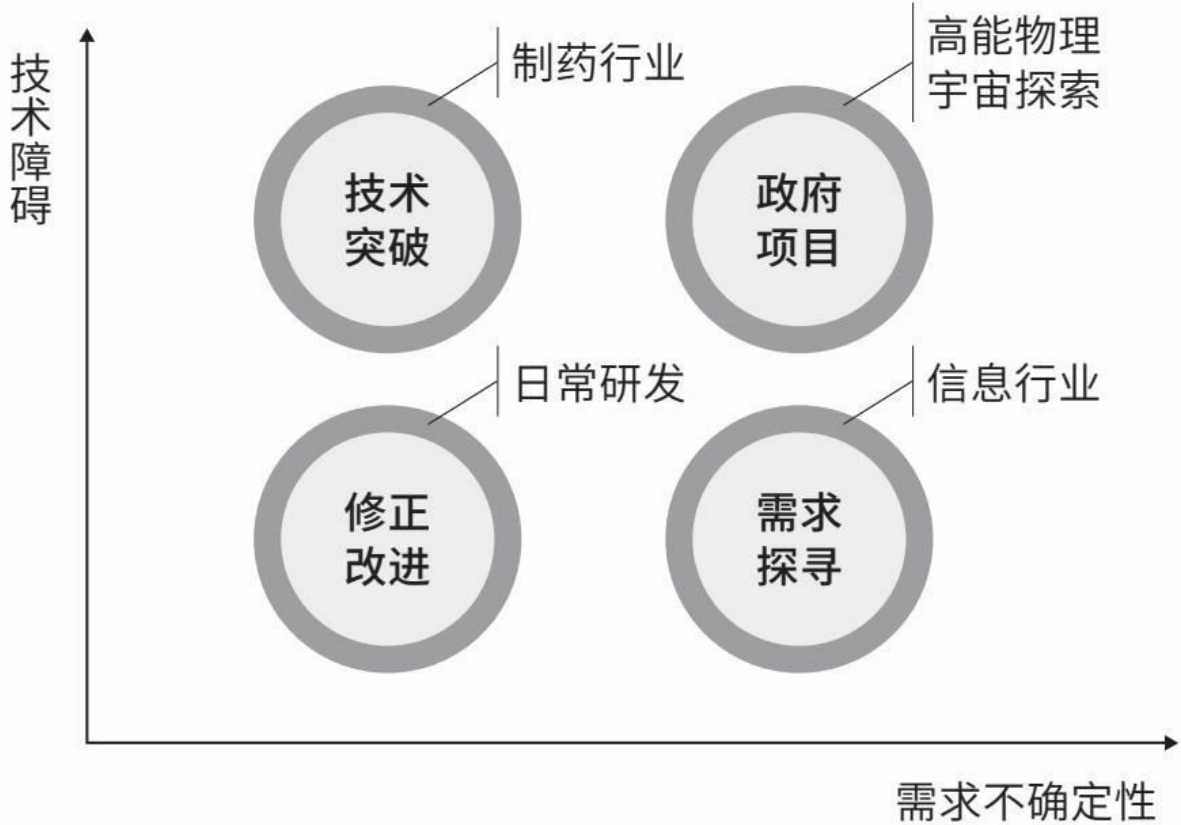 技术障碍
制药行业
高能物理
宇宙探索
技术
突破
政府
项目
日常研发
信息行业
修正
改进
需求
探寻
需求不确定性